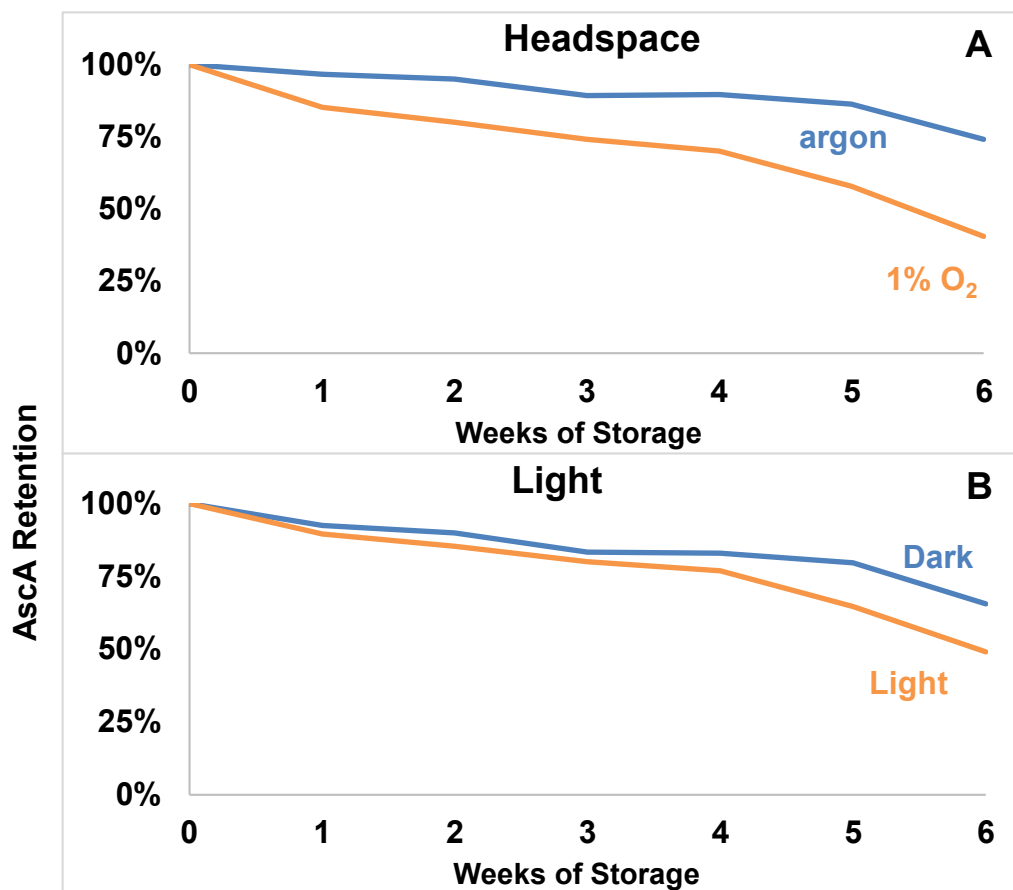 Headspace
A
100%
75%
50%
25%
0%
argon
1% O₂
0 1 2 3 4 5 6
Weeks of Storage
AscA Retention
Light
B
100%
75%
50%
25%
0%
Dark
Light
0 1 2 3 4 5 6
Weeks of Storage